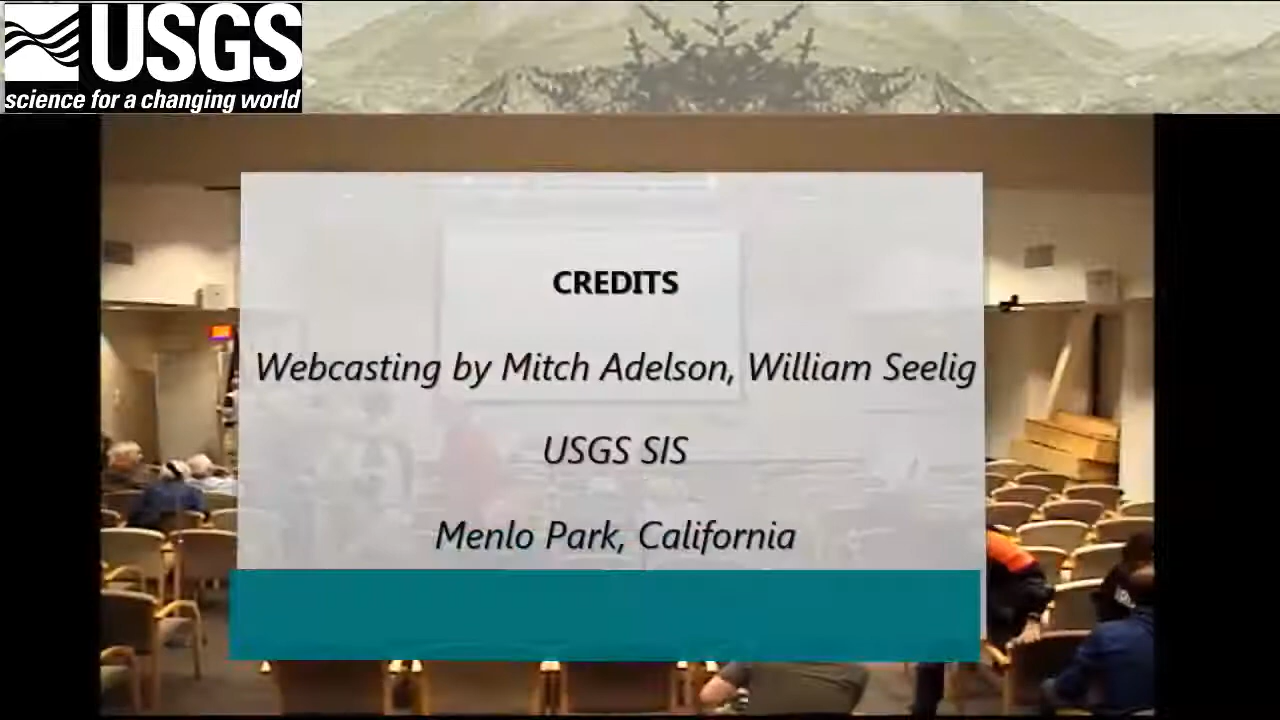 USGS
science for a changing world
CREDITS
Webcasting by Mitch Adelson, William Seelig
USGS SIS
Menlo Park, California